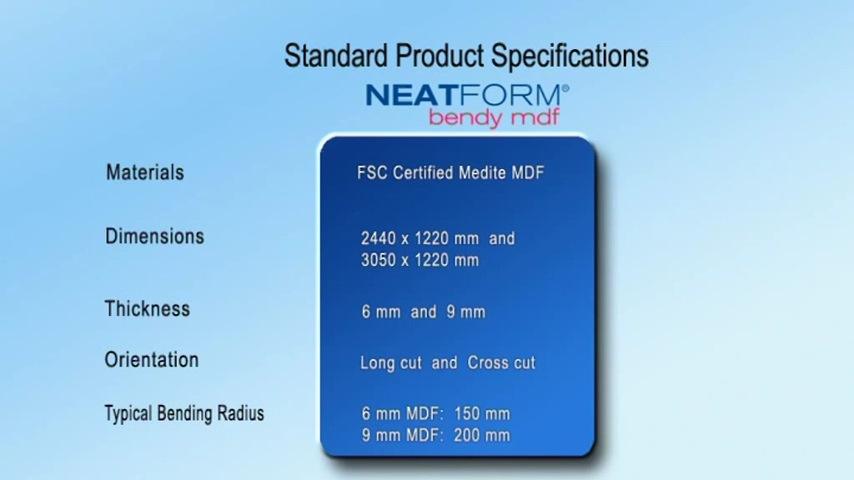 Standard Product Specifications
NEATFORM®
bendy mdf
Materials FSC Certified Medite MDF
Dimensions 2440 x 1220 mm and
3050 x 1220 mm
Thickness 6 mm and 9 mm
Orientation Long cut and Cross cut
Typical Bending Radius 6 mm MDF: 150 mm
9 mm MDF: 200 mm